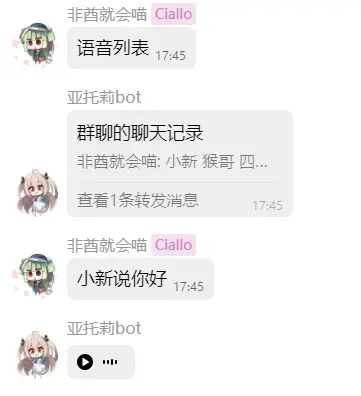 非酋就会喵 Ciallo
语音列表 17:45
亚托莉bot
群聊的聊天记录
非酋就会喵: 小新 猴哥 四...
查看1条转发消息 17:45
非酋就会喵 Ciallo
小新说你好 17:45
亚托莉bot